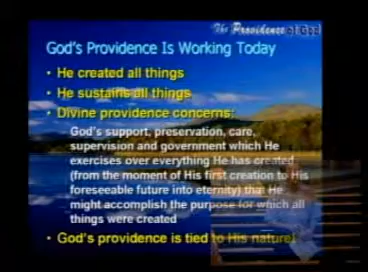 The Providence of God
God's Providence Is Working Today
• He created all things
• He sustains all things
• Divine providence concerns:
God's support, preservation, care,
supervision and government which He
exercises over everything He has created
(from the moment of His first creation to His
foreseeable future into eternity) that He
might accomplish the purpose for which all
things were created
• God's providence is tied to His nature!